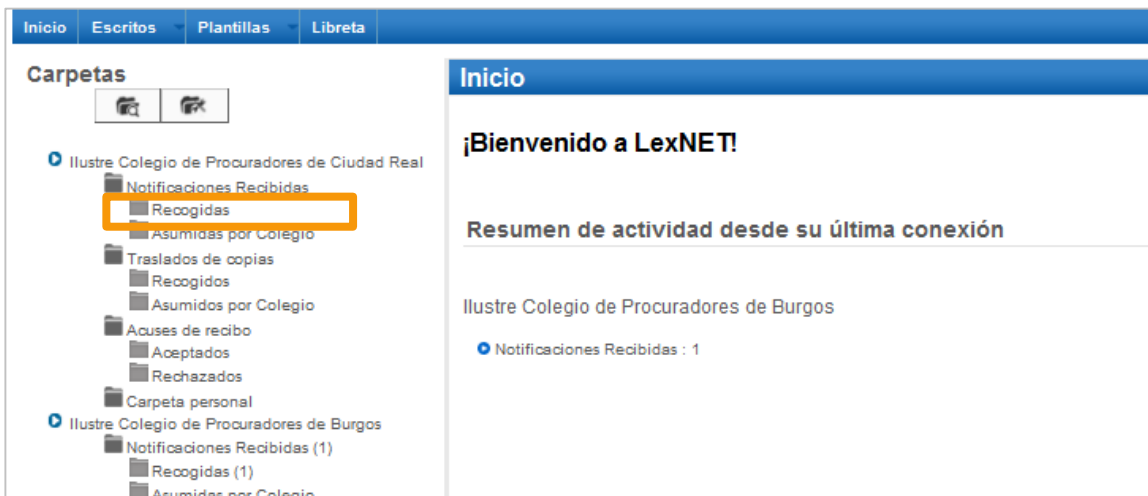 Inicio Escritos Plantillas Libreta
Carpetas
Ilustre Colegio de Procuradores de Ciudad Real
Notificaciones Recibidas
Recogidas
Asumidas por Colegio
Traslados de copias
Recogidos
Asumidos por Colegio
Acuses de recibo
Aceptados
Rechazados
Carpeta personal
Ilustre Colegio de Procuradores de Burgos
Notificaciones Recibidas (1)
Recogidas (1)
Asumidas por Colegio
Inicio
¡Bienvenido a LexNET!
Resumen de actividad desde su última conexión
Ilustre Colegio de Procuradores de Burgos
Notificaciones Recibidas : 1